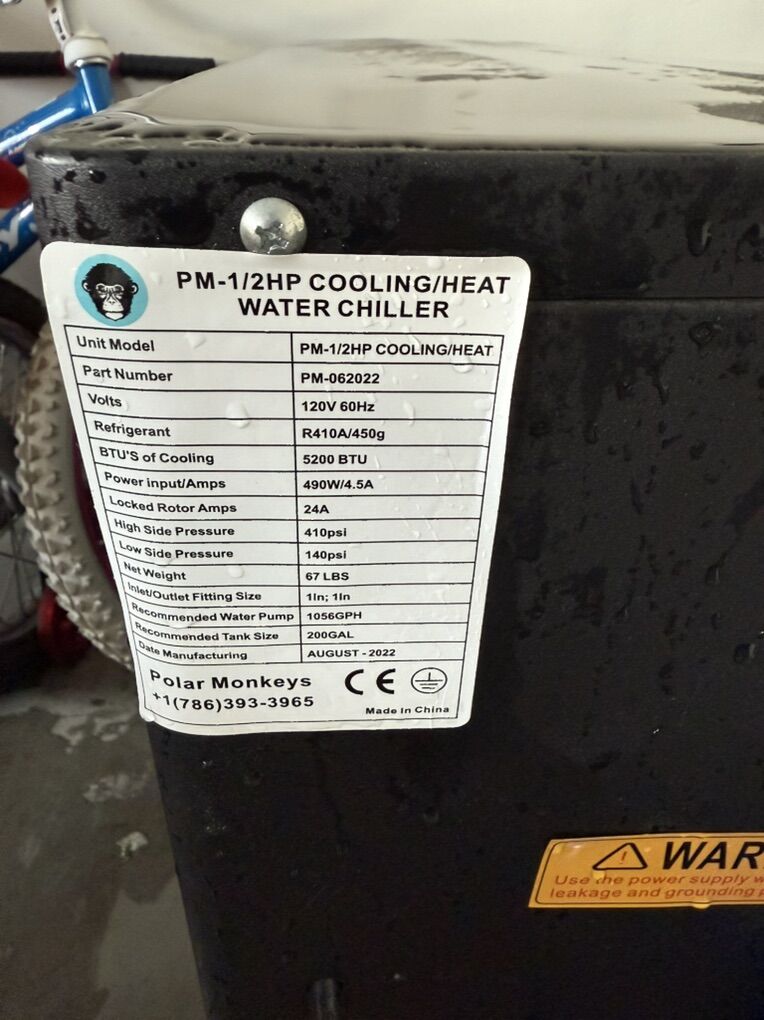 PM-1/2HP COOLING/HEAT
WATER CHILLER
Unit Model PM-1/2HP COOLING/HEAT
Part Number PM-062022
Volts 120V 60Hz
Refrigerant R410A/450g
BTU'S of Cooling 5200 BTU
Power input/Amps 490W/4.5A
Locked Rotor Amps 24A
High Side Pressure 410psi
Low Side Pressure 140psi
Net Weight 67 LBS
Inlet/Outlet Fitting Size 1In; 1In
Recommended Water Pump 1056GPH
Recommended Tank Size 200GAL
Date Manufacturing AUGUST - 2022
Polar Monkeys CE
+1(786)393-3965
Made In China
WAR
Use the power supply w
leakage and grounding